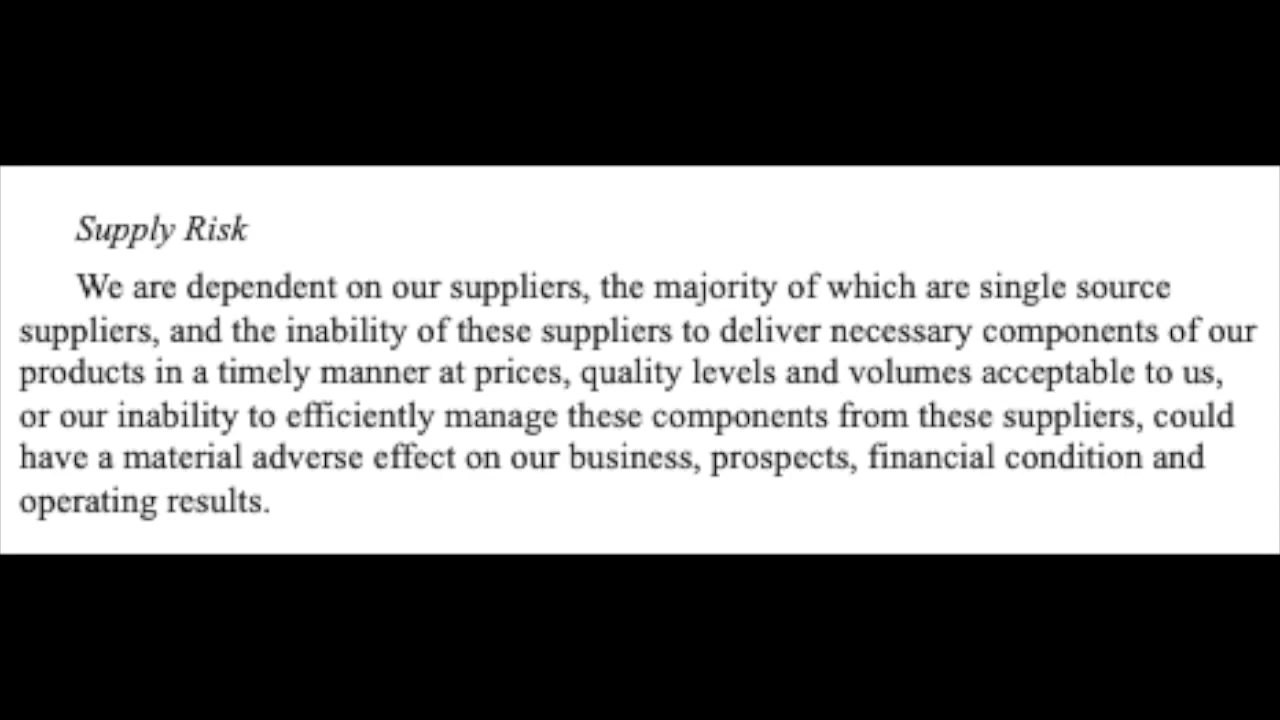 Supply Risk
We are dependent on our suppliers, the majority of which are single source
suppliers, and the inability of these suppliers to deliver necessary components of our
products in a timely manner at prices, quality levels and volumes acceptable to us,
or our inability to efficiently manage these components from these suppliers, could
have a material adverse effect on our business, prospects, financial condition and
operating results.